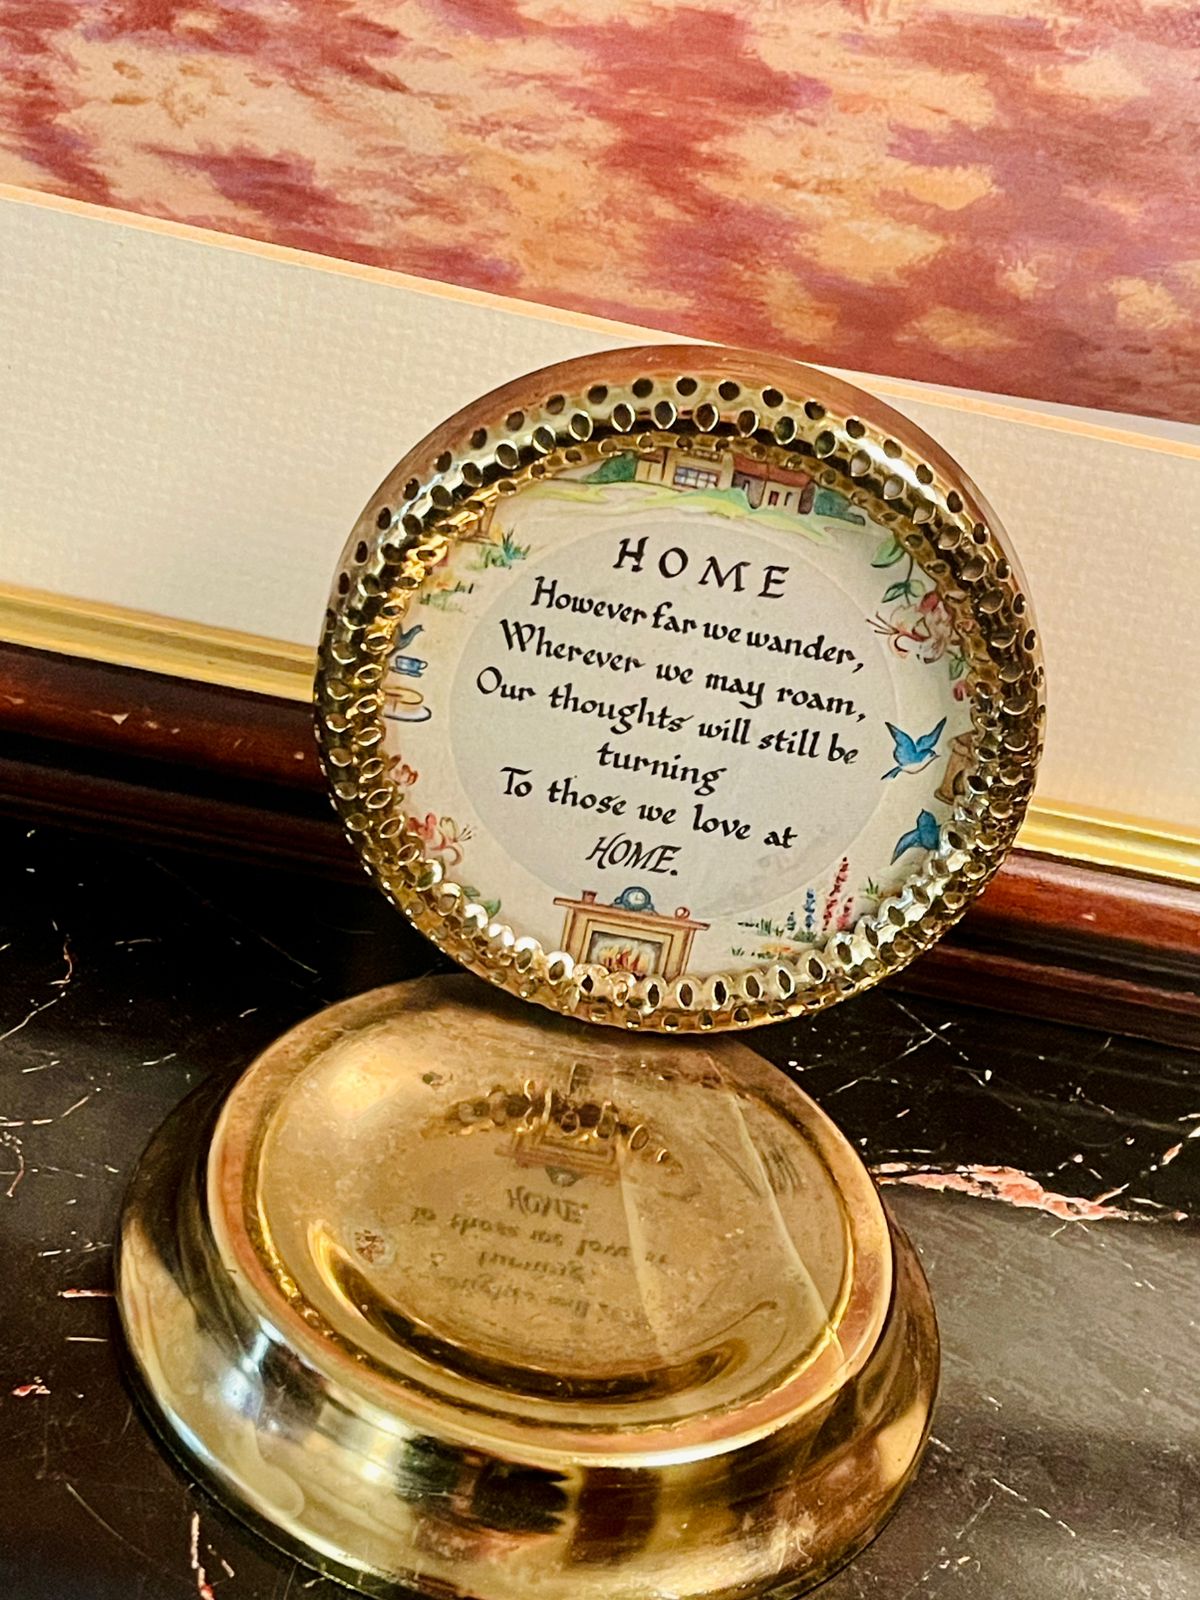 HOME
However far we wander,
Wherever we may roam,
Our thoughts will still be
turning
To those we love at
HOME.